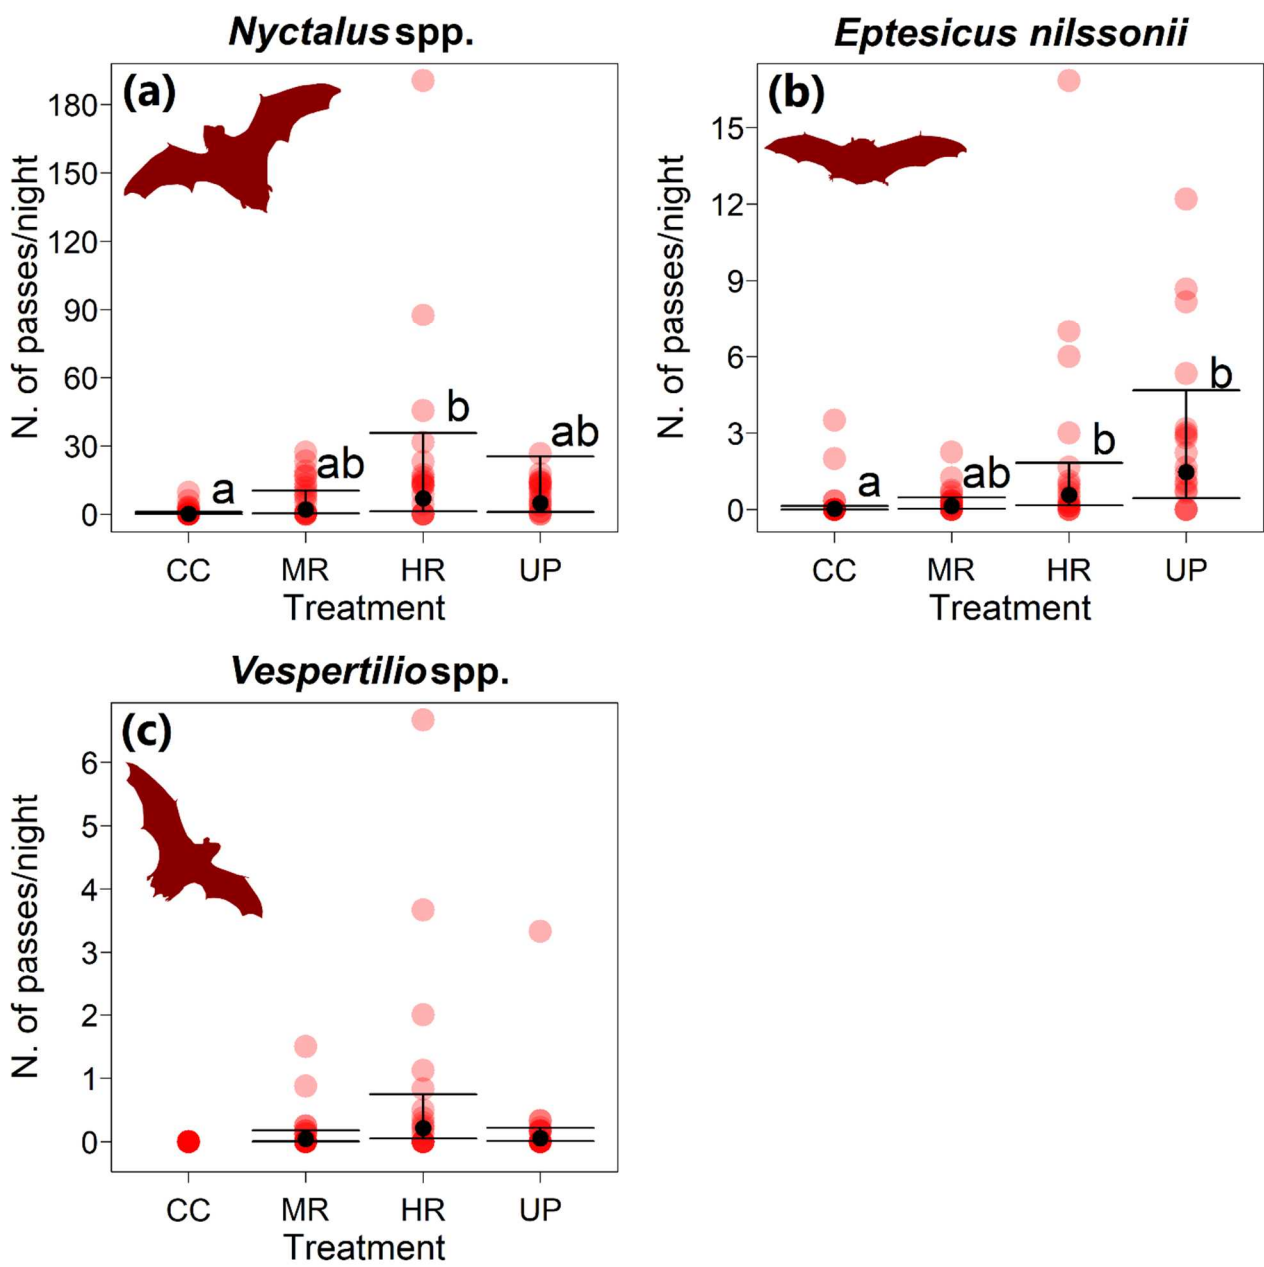 Nyctalus spp.
(a)
N. of passes/night
180
150
120
90
60
30
0
a
ab
b
ab
CC MR HR UP
Treatment
Eptesicus nilssonii
(b)
N. of passes/night
15
12
9
6
3
0
a
ab
b
b
CC MR HR UP
Treatment
Vespertilio spp.
(c)
N. of passes/night
6
5
4
3
2
1
0
CC MR HR UP
Treatment